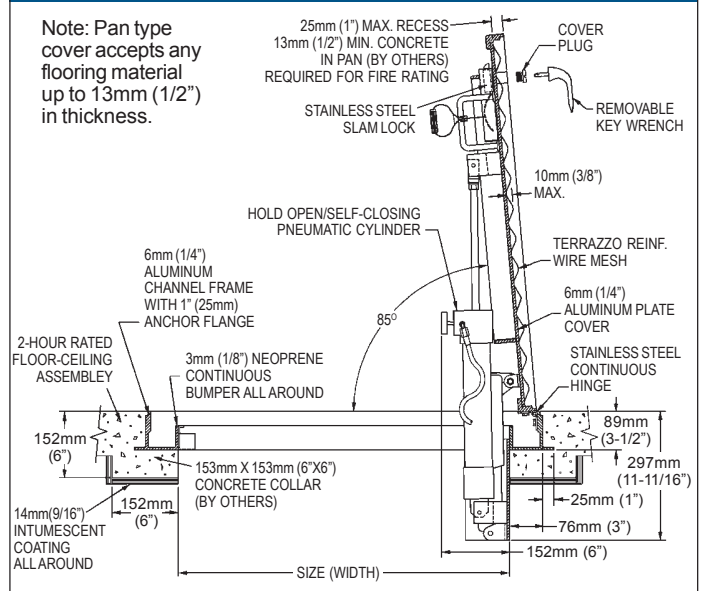 Note: Pan type
cover accepts any
flooring material
up to 13mm (1/2”)
in thickness.
25mm (1”) MAX. RECESS
13mm (1/2”) MIN. CONCRETE
IN PAN (BY OTHERS)
REQUIRED FOR FIRE RATING
COVER
PLUG
STAINLESS STEEL
SLAM LOCK
REMOVABLE
KEY WRENCH
10mm (3/8”)
MAX.
HOLD OPEN/SELF-CLOSING
PNEUMATIC CYLINDER
TERRAZZO REINF.
WIRE MESH
6mm (1/4”)
ALUMINUM
CHANNEL FRAME
WITH 1” (25mm)
ANCHOR FLANGE
6mm (1/4”)
ALUMINUM PLATE
COVER
85⁰
2-HOUR RATED
FLOOR-CEILING
ASSEMBLEY
3mm (1/8”) NEOPRENE
CONTINUOUS
BUMPER ALL AROUND
STAINLESS STEEL
CONTINUOUS
HINGE
152mm
(6”)
89mm
(3-1/2”)
297mm
(11-11/16”)
153mm X 153mm (6”X6”)
CONCRETE COLLAR
(BY OTHERS)
25mm (1”)
152mm
(6”)
14mm(9/16”)
INTUMESCENT
COATING
ALL AROUND
76mm (3”)
152mm (6”)
SIZE (WIDTH)